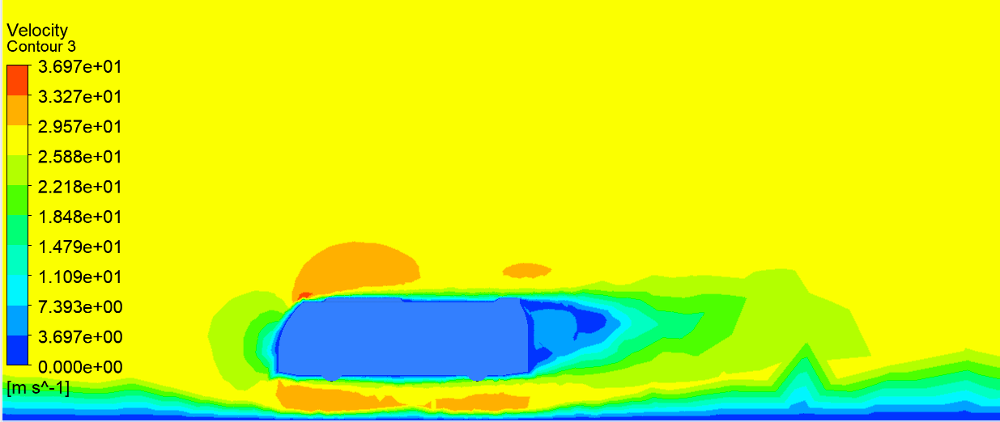 Velocity
Contour 3
3.697e+01
3.327e+01
2.957e+01
2.588e+01
2.218e+01
1.848e+01
1.479e+01
1.109e+01
7.393e+00
3.697e+00
0.000e+00
[m s^-1]